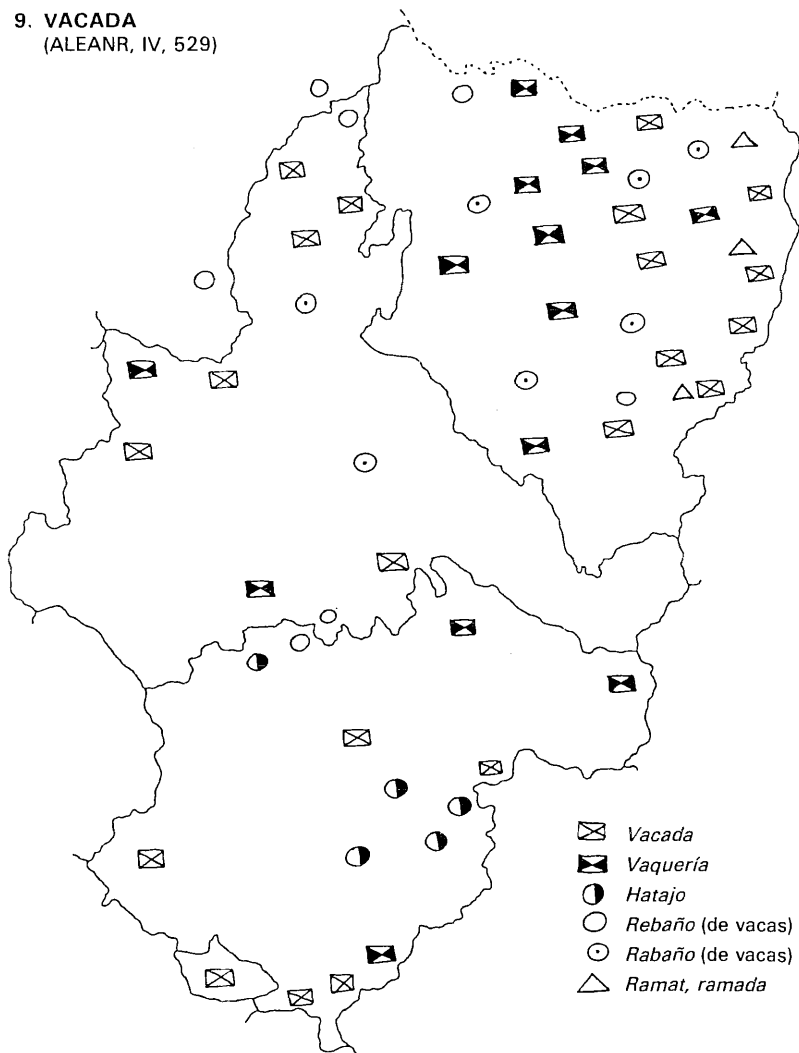 9. VACADA
(ALEANR, IV, 529)
Vacada
Vaquería
Hatajo
Rebaño (de vacas)
Rabaño (de vacas)
Ramat, ramada